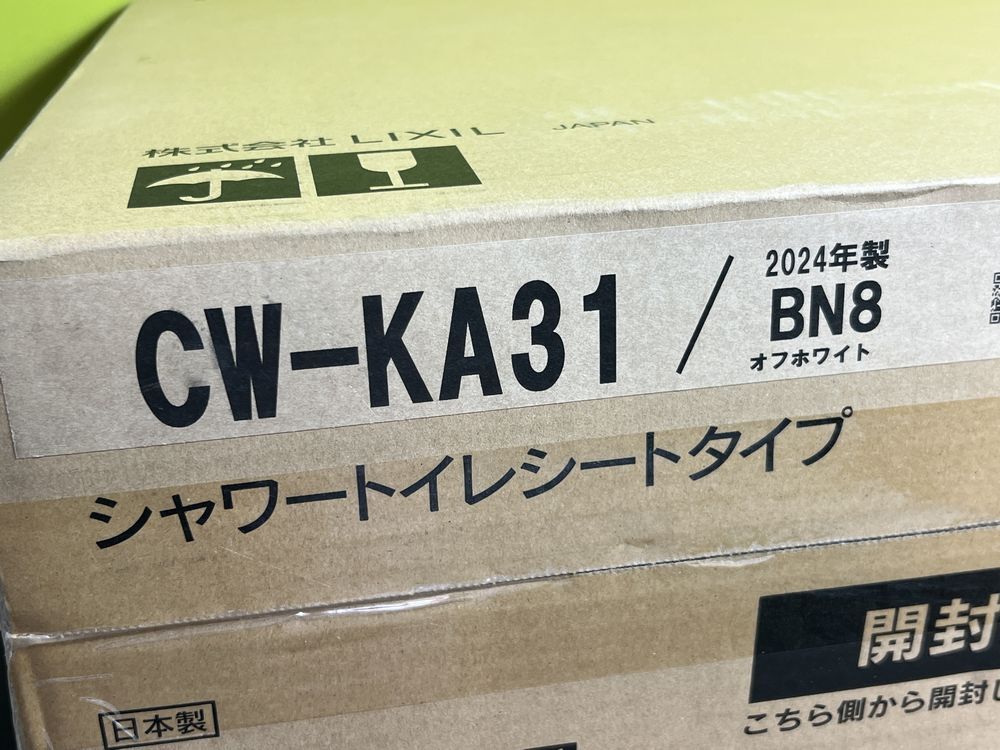 株式会社 LIXIL JAPAN
CW-KA31 /
2024年製
BN8
オフホワイト
シャワートイレシートタイプ
開封
こちら側から開封し
日本製